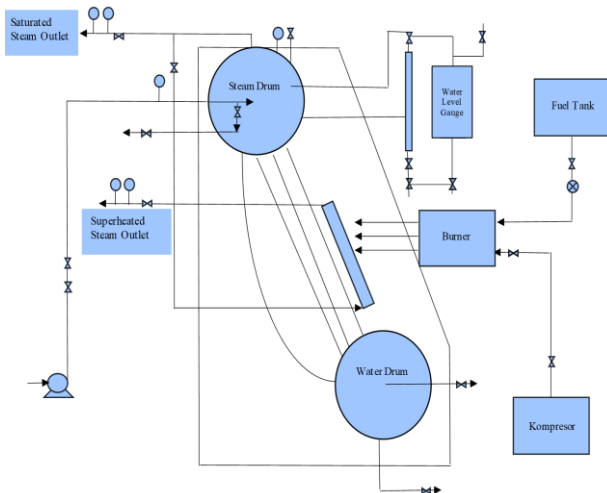 Saturated
Steam Outlet
Steam Drum
Water
Level
Gauge
Fuel Tank
Superheated
Steam Outlet
Burner
Water Drum
Kompresor